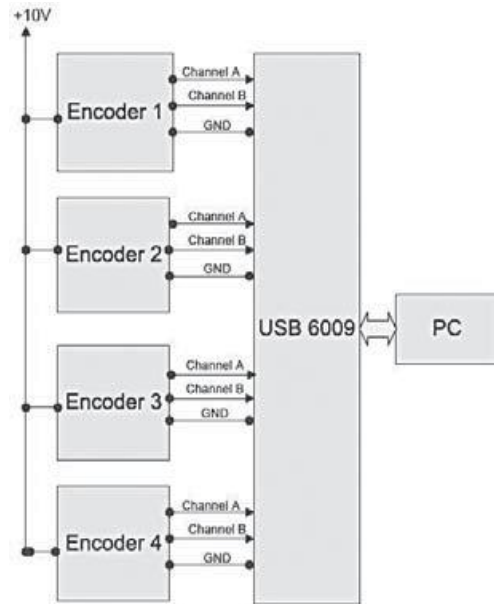 +10V
Encoder 1
Channel A
Channel B
GND
Encoder 2
Channel A
Channel B
GND
Encoder 3
Channel A
Channel B
GND
Encoder 4
Channel A
Channel B
GND
USB 6009
PC